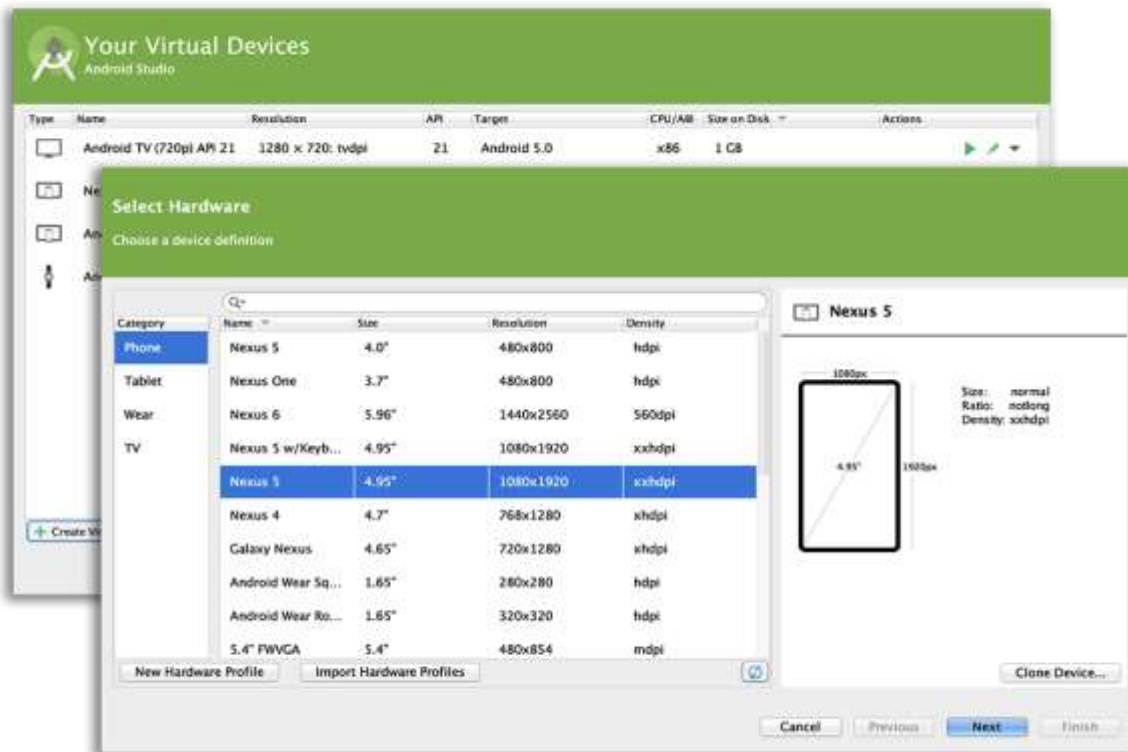 Your Virtual Devices
Android Studio
Type Name Resolution API Target CPU/ABI Size on Disk Actions
Android TV (720p) API 21 1280 × 720: tvdpi 21 Android 5.0 x86 1 GB
Ne
An
An
+ Create Vi
Select Hardware
Choose a device definition
Category Name Size Resolution Density
Phone Nexus S 4.0" 480x800 hdpi
Tablet Nexus One 3.7" 480x800 hdpi
Wear Nexus 6 5.96" 1440x2560 560dpi
TV Nexus 5 w/Keyb... 4.95" 1080x1920 xxhdpi
Nexus 5 4.95" 1080x1920 xxhdpi
Nexus 4 4.7" 768x1280 xhdpi
Galaxy Nexus 4.65" 720x1280 xhdpi
Android Wear Sq... 1.65" 280x280 hdpi
Android Wear Ro... 1.65" 320x320 hdpi
5.4" FWVGA 5.4" 480x854 mdpi
New Hardware Profile Import Hardware Profiles
Nexus 5
1080px
Size: normal
Ratio: notlong
Density: xxhdpi
4.95" 1920px
Clone Device...
Cancel Previous Next Finish